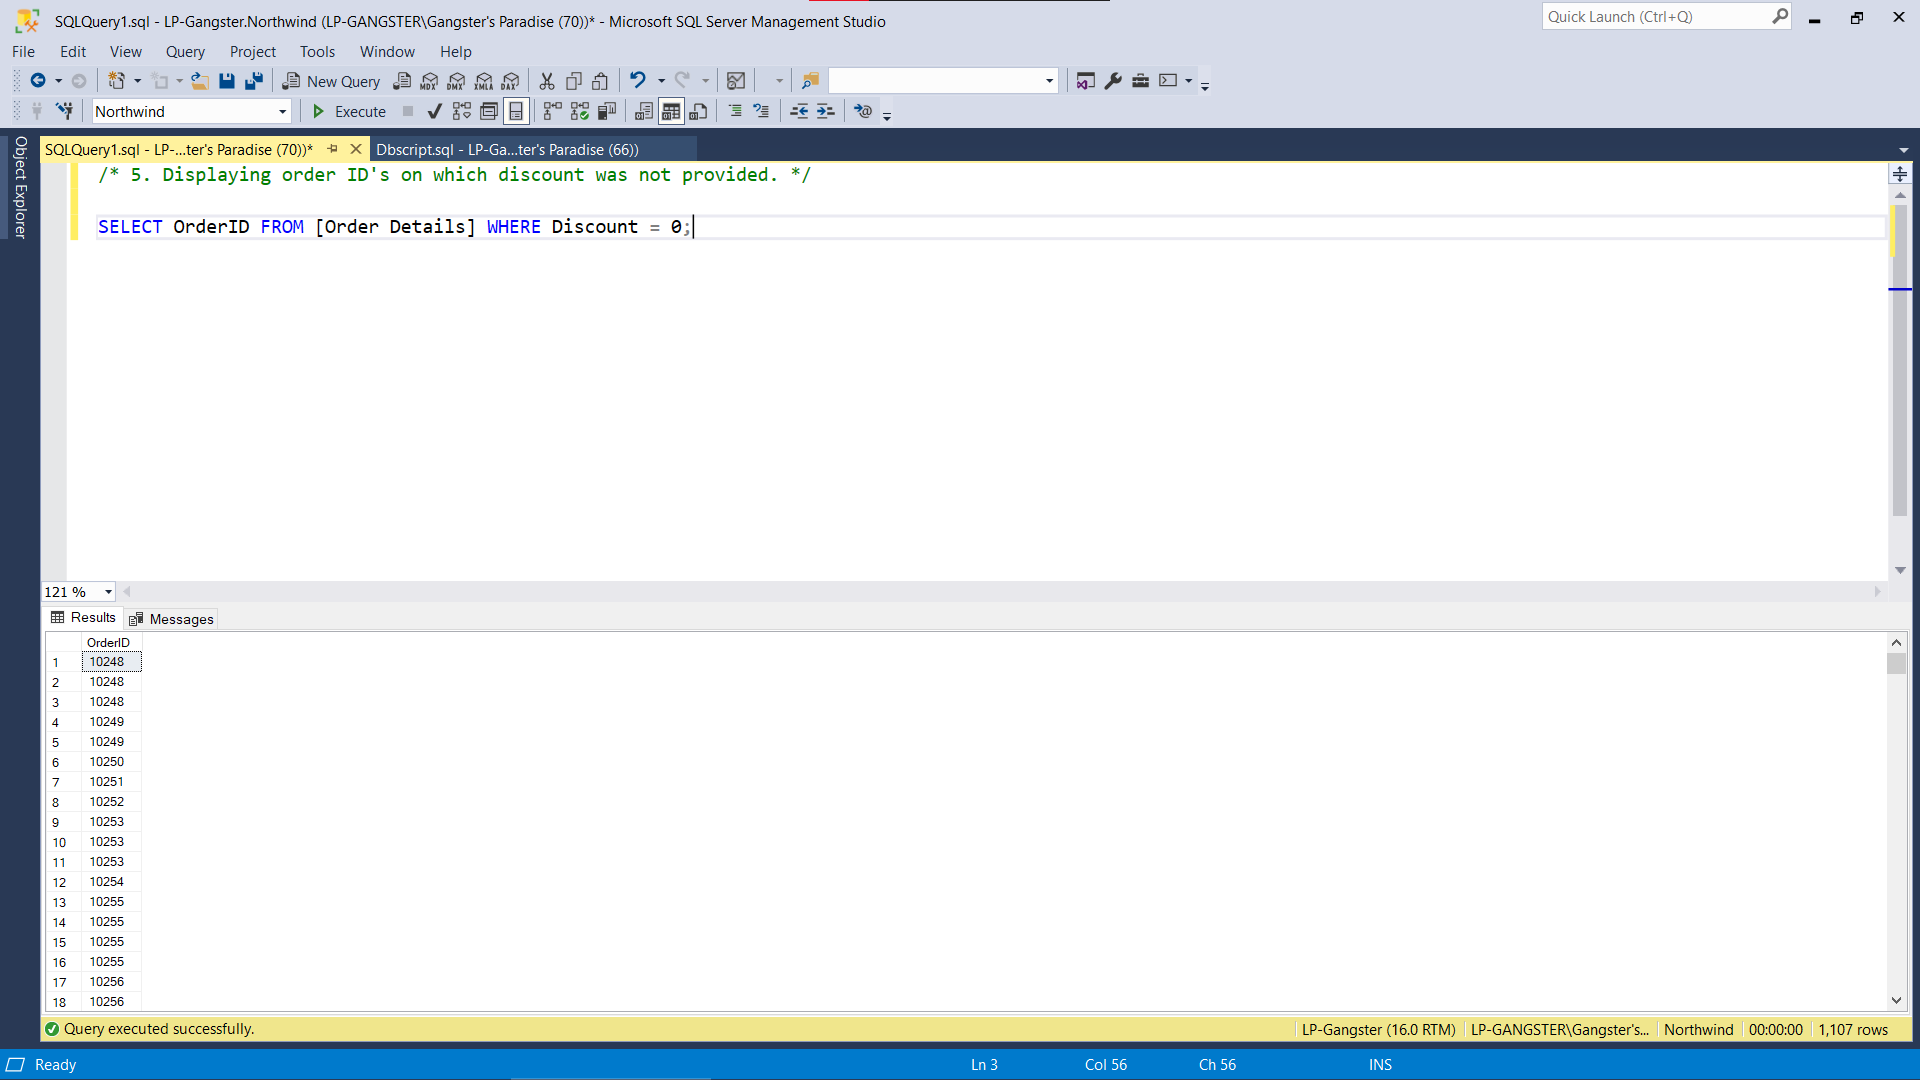 SQLQuery1.sql - LP-Gangster.Northwind (LP-GANGSTER\Gangster's Paradise (70))* - Microsoft SQL Server Management Studio
Quick Launch (Ctrl+Q)
File Edit View Query Project Tools Window Help
New Query
MDX DMX XMLA DAX
Northwind Execute
Object Explorer
SQLQuery1.sql - LP-...ter's Paradise (70))* Dbscript.sql - LP-Ga...ter's Paradise (66))
/* 5. Displaying order ID's on which discount was not provided. */
SELECT OrderID FROM [Order Details] WHERE Discount = 0;
121 %
Results Messages
OrderID
1 10248
2 10248
3 10248
4 10249
5 10249
6 10250
7 10251
8 10252
9 10253
10 10253
11 10253
12 10254
13 10255
14 10255
15 10255
16 10255
17 10256
18 10256
Query executed successfully. LP-Gangster (16.0 RTM) LP-GANGSTER\Gangster's... Northwind 00:00:00 1,107 rows
Ready Ln 3 Col 56 Ch 56 INS